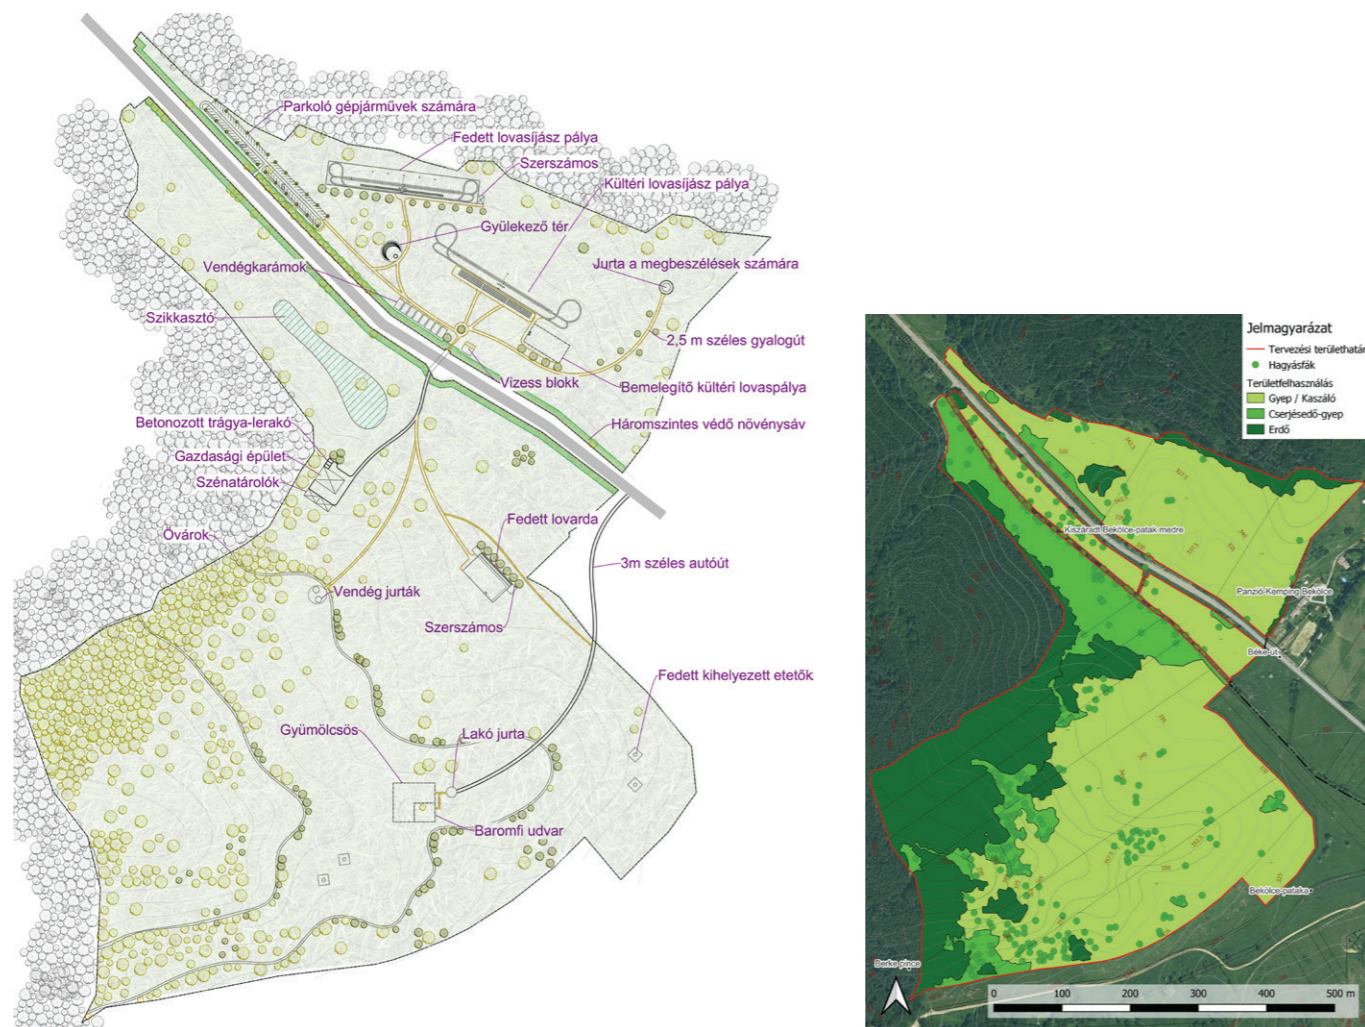 Parkoló gépjárművek számára
Fedett lovasíjász pálya
Szerszámos
Kültéri lovasíjász pálya
Gyülekező tér
Vendégkarámok
Jurta a megbeszélések számára
Szikkasztó
2,5 m széles gyalogút
Vizess blokk
Bemelegítő kültéri lovaspálya
Betonozott trágya-lerakó
Háromszintes védő növénysáv
Gazdasági épület
Szénatárolók
Fedett lovarda
Övárok
3m széles autóút
Vendég jurták
Szerszámos
Fedett kihelyezett etetők
Gyümölcsös
Lakó jurta
Baromfi udvar
Jelmagyarázat
Tervezési területhatár
Hagyásfák
Területfelhasználás
Gyep / Kaszáló
Cserjésedő-gyep
Erdő
Kiszáradt Bekölce-patak medre
Panzió-Kemping Bekölce
Béke-út
Bekölce-pataka
Berke pince
0 100 200 300 400 500 m